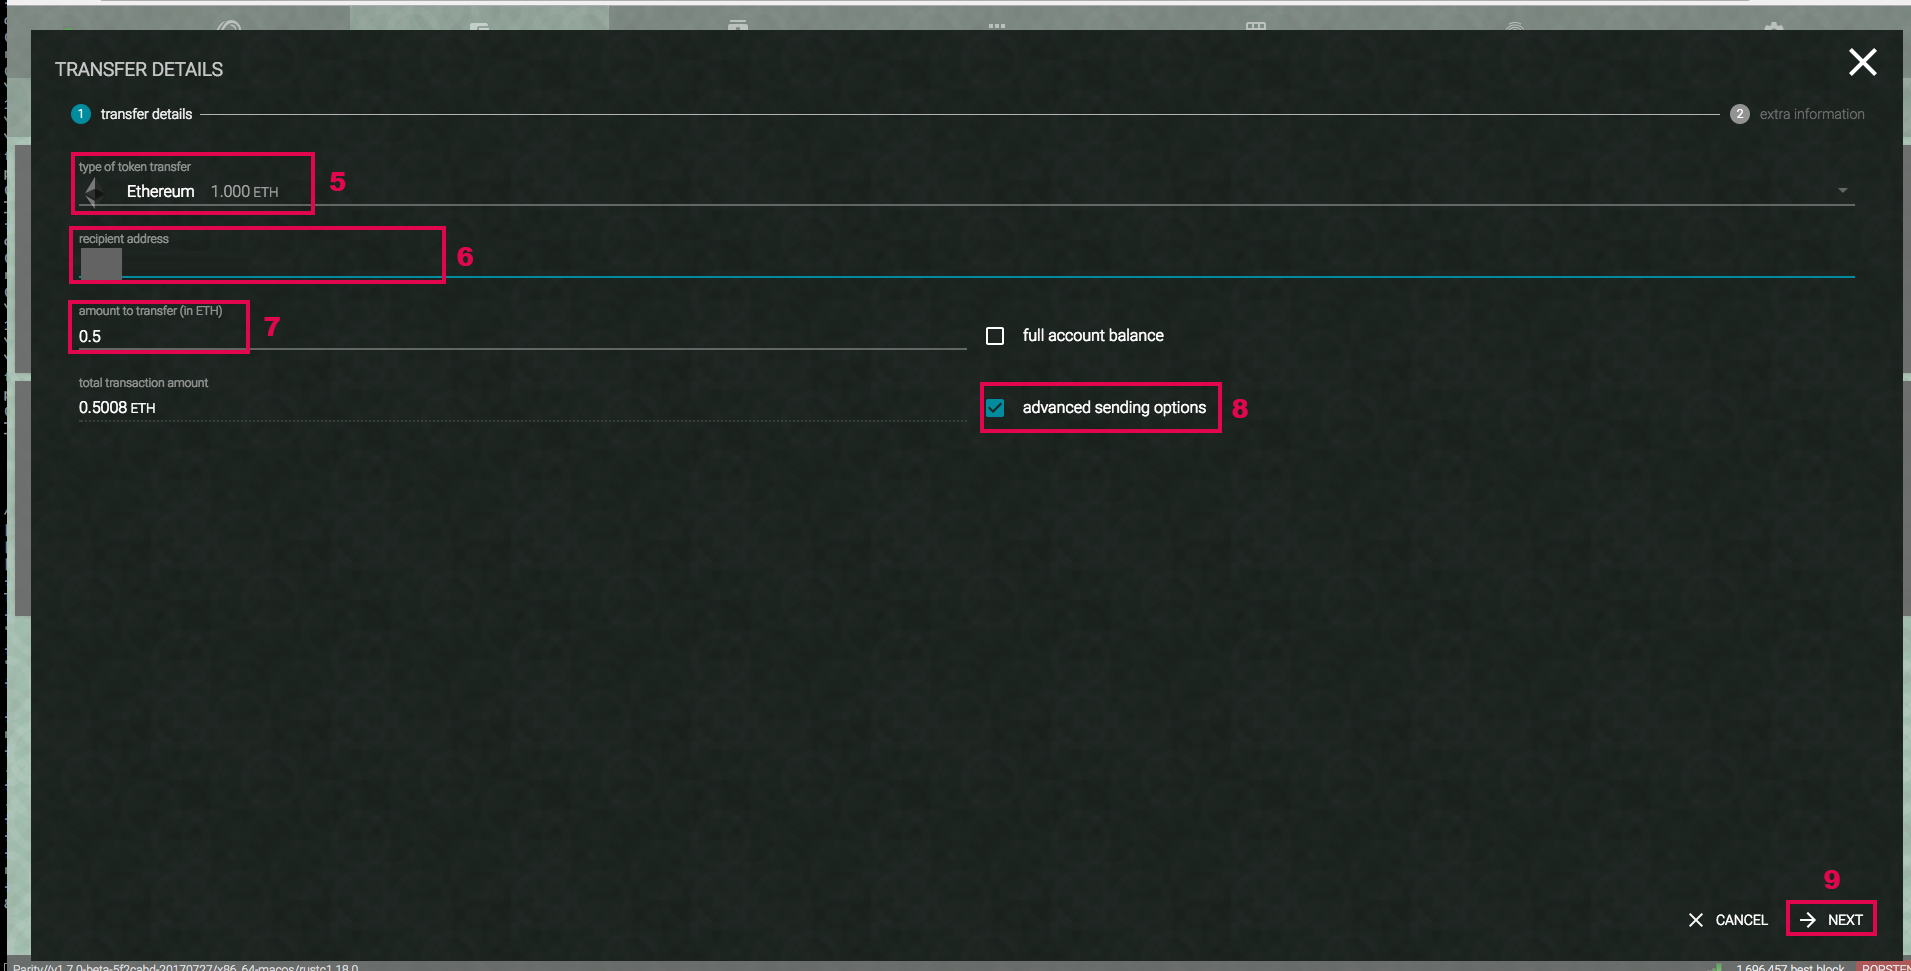 TRANSFER DETAILS
1 transfer details
2 extra information
type of token transfer
Ethereum 1.000 ETH
5
recipient address
6
amount to transfer (in ETH)
0.5
7
full account balance
total transaction amount
0.5008 ETH
advanced sending options
8
9
CANCEL
NEXT
Parity//v1.7.0-beta-5f2cabd-20170727/x86_64-macos/rustc1.18.0
1,696,457 best block
ROPSTEN